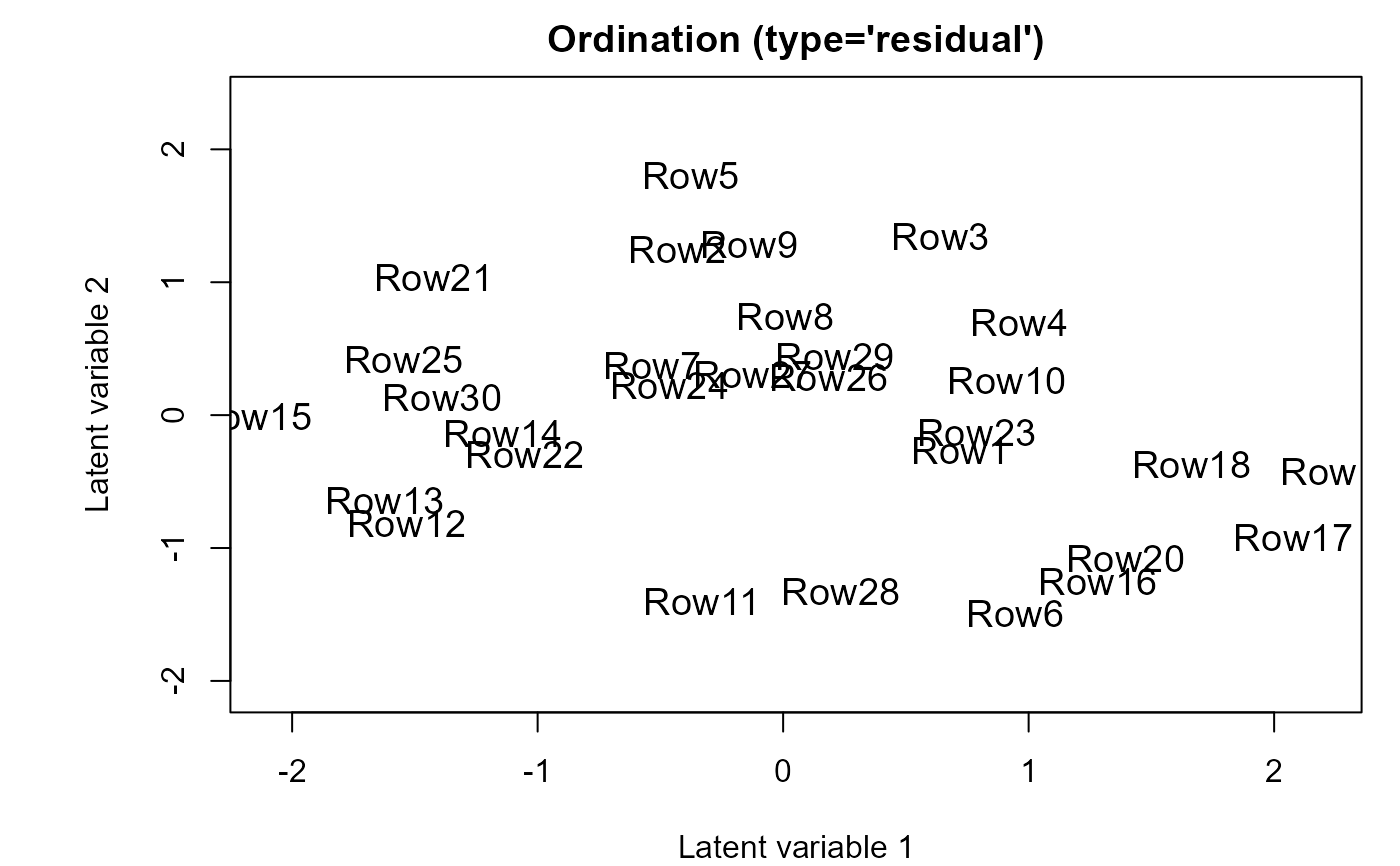 Ordination (type='residual')
Latent variable 2
2
1
0
-1
-2
Row5
Row3
Row9
Row2
Row21
Row8
Row4
Row29
Row25
Row7
Row27
Row26
Row10
Row24
Row30
ow15
Row14
Row23
Row1
Row22
Row18
Row
Row13
Row12
Row17
Row20
Row16
Row28
Row11
Row6
-2
-1
0
1
2
Latent variable 1